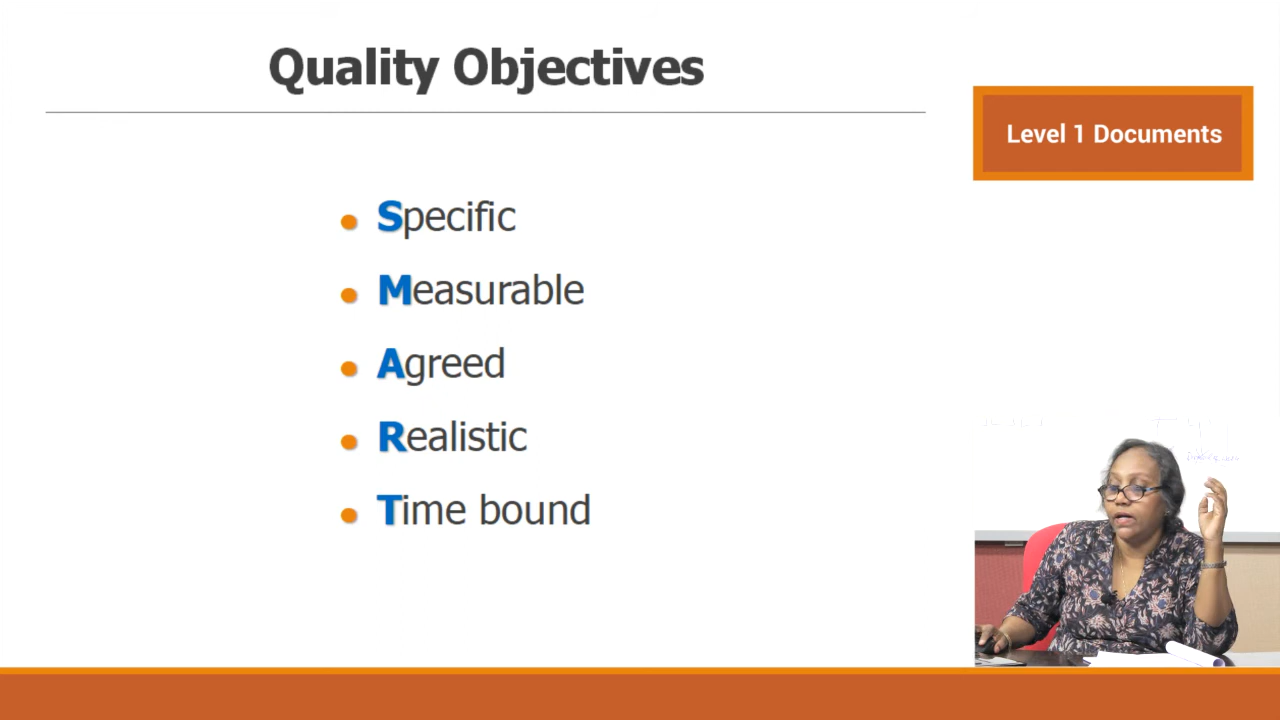 Quality Objectives
Level 1 Documents
Specific
Measurable
Agreed
Realistic
Time bound